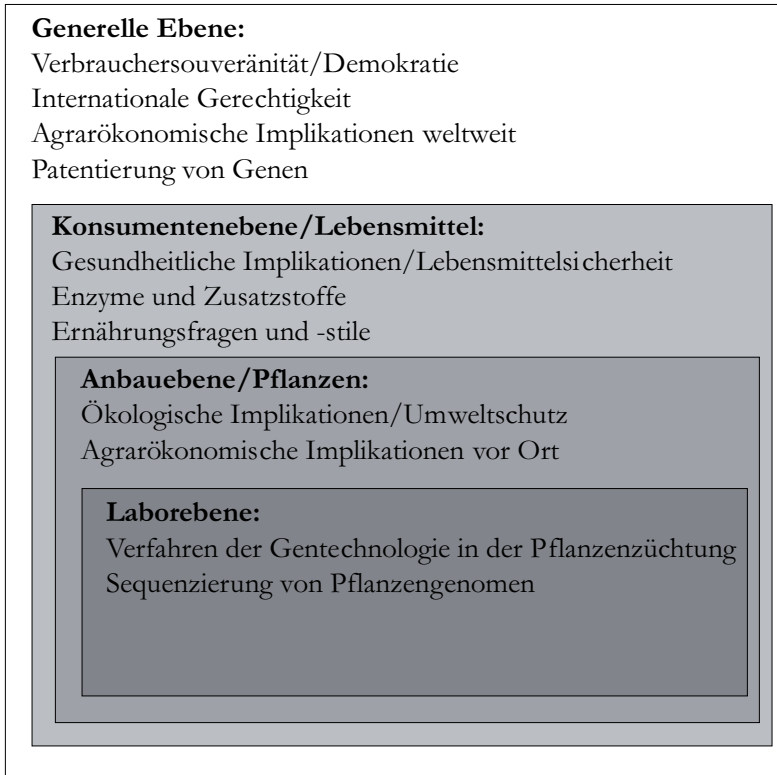 Generelle Ebene:
Verbrauchersouveränität/Demokratie
Internationale Gerechtigkeit
Agrarökonomische Implikationen weltweit
Patentierung von Genen
Konsumentenebene/Lebensmittel:
Gesundheitliche Implikationen/Lebensmittelsicherheit
Enzyme und Zusatzstoffe
Ernährungsfragen und -stile
Anbauebene/Pflanzen:
Ökologische Implikationen/Umweltschutz
Agrarökonomische Implikationen vor Ort
Laborebene:
Verfahren der Gentechnologie in der Pflanzenzüchtung
Sequenzierung von Pflanzengenomen